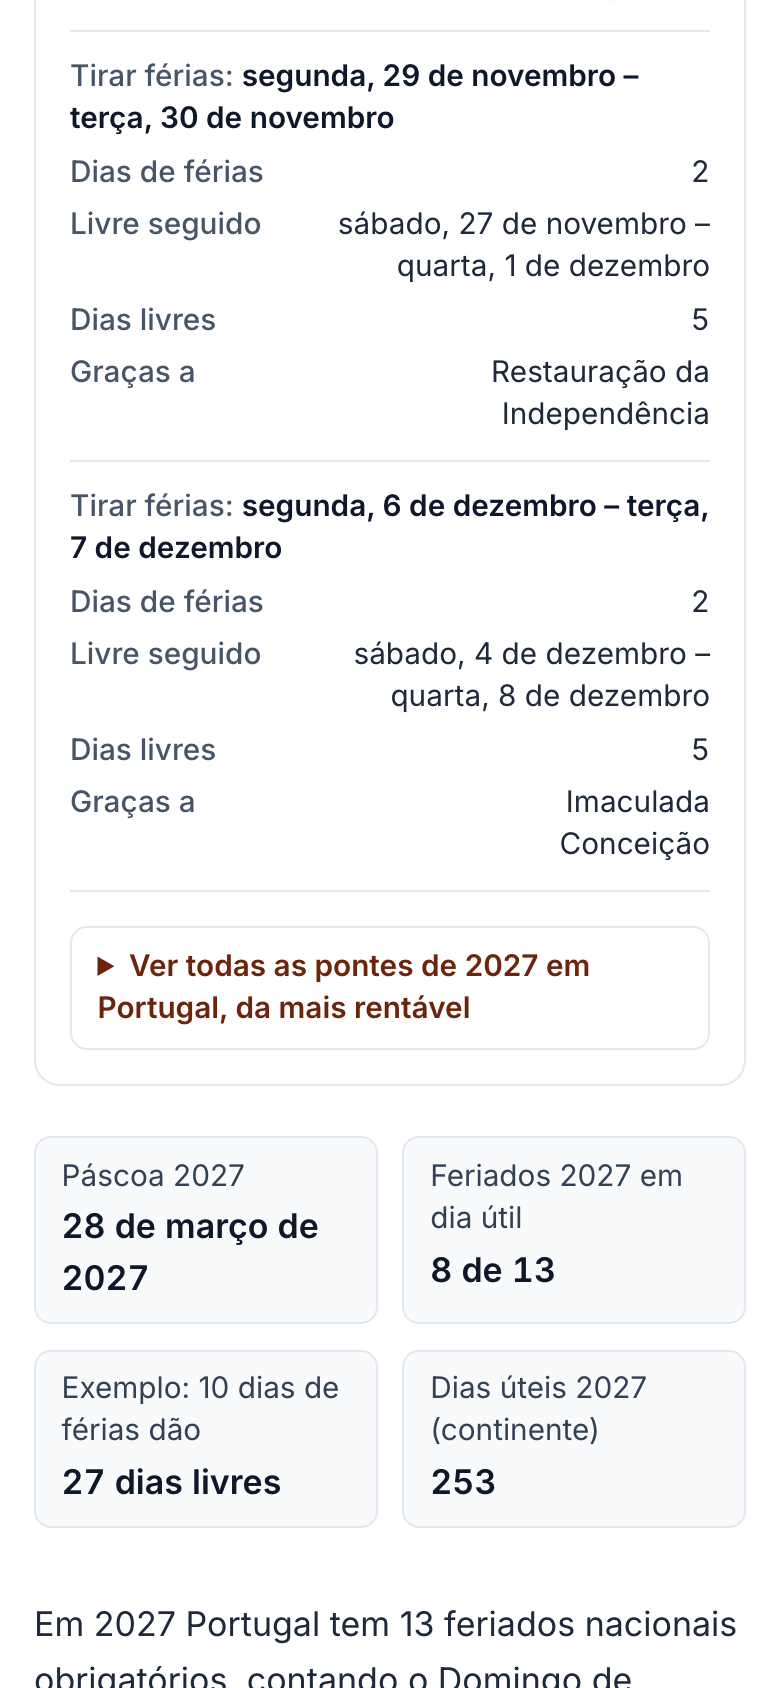 Tirar férias: segunda, 29 de novembro –
terça, 30 de novembro
Dias de férias 2
Livre seguido sábado, 27 de novembro –
quarta, 1 de dezembro
Dias livres 5
Graças a Restauração da
Independência
Tirar férias: segunda, 6 de dezembro – terça,
7 de dezembro
Dias de férias 2
Livre seguido sábado, 4 de dezembro –
quarta, 8 de dezembro
Dias livres 5
Graças a Imaculada
Conceição
▶ Ver todas as pontes de 2027 em
Portugal, da mais rentável
Páscoa 2027
28 de março de
2027
Feriados 2027 em
dia útil
8 de 13
Exemplo: 10 dias de
férias dão
27 dias livres
Dias úteis 2027
(continente)
253
Em 2027 Portugal tem 13 feriados nacionais
obrigatórios, contando o Domingo de